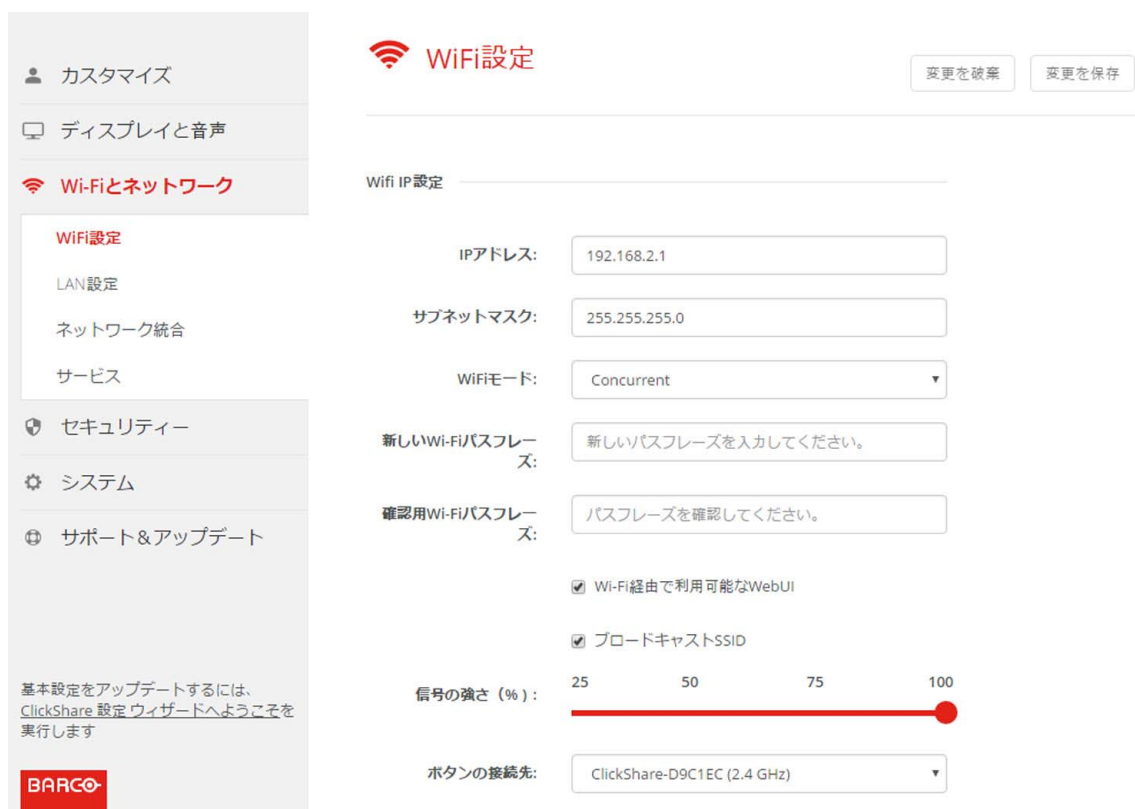 カスタマイズ
ディスプレイと音声
Wi-Fiとネットワーク
WiFi設定
LAN設定
ネットワーク統合
サービス
セキュリティー
システム
サポート&アップデート
基本設定をアップデートするには、
ClickShare 設定 ウィザードへようこそを
実行します
BARCO
WiFi設定
変更を破棄
変更を保存
Wifi IP設定
IPアドレス:
192.168.2.1
サブネットマスク:
255.255.255.0
WiFiモード:
Concurrent
新しいWi-Fiパスフレー
ズ:
新しいパスフレーズを入力してください。
確認用Wi-Fiパスフレー
ズ:
パスフレーズを確認してください。
Wi-Fi経由で利用可能なWebUI
ブロードキャストSSID
信号の強さ(%):
25 50 75 100
ボタンの接続先:
ClickShare-D9C1EC (2.4 GHz)